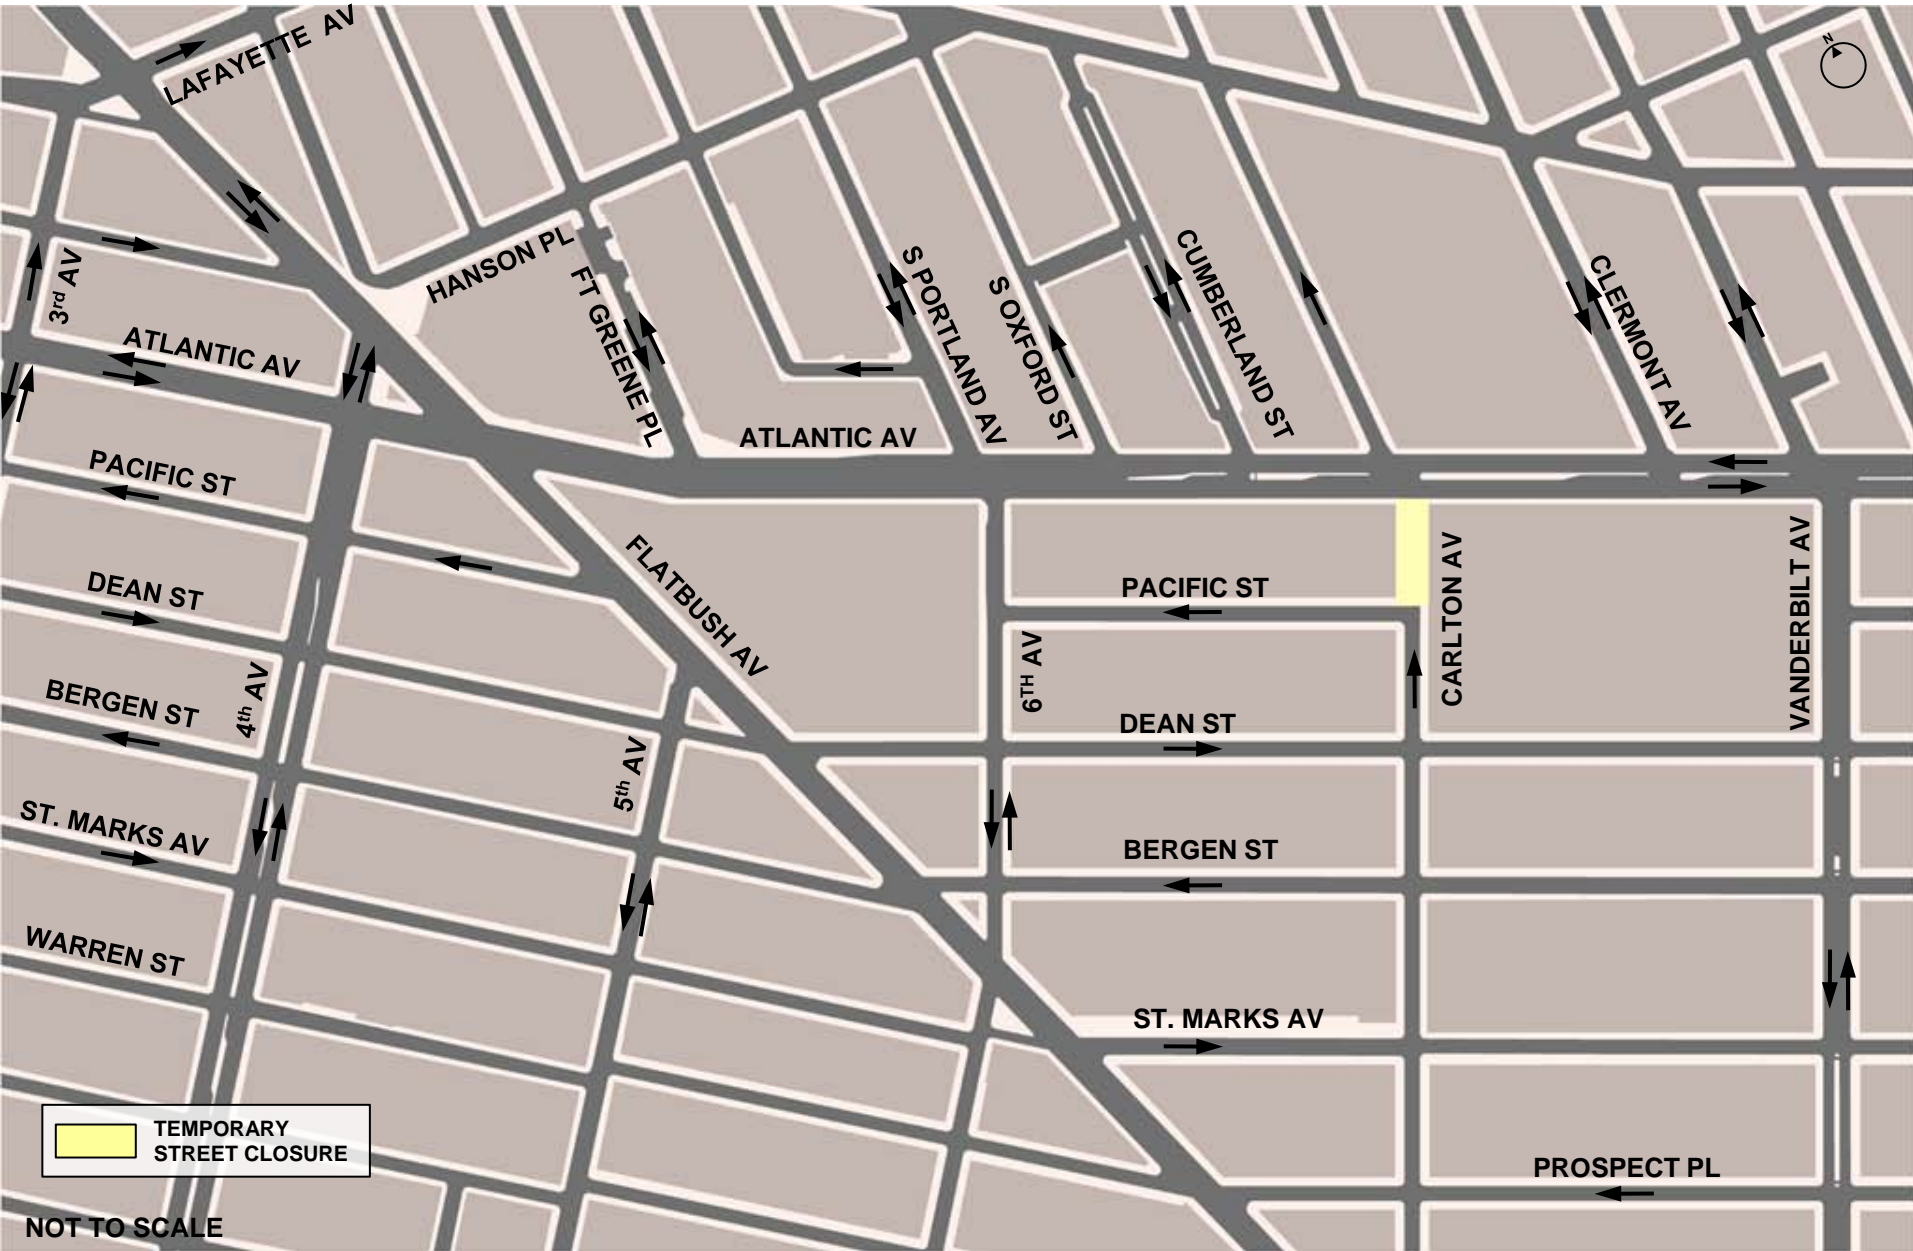 LAFAYETTE AV
N
HANSON PL
3rd AV
FT GREENE PL
S PORTLAND AV
S OXFORD ST
CUMBERLAND ST
CLERMONT AV
ATLANTIC AV
ATLANTIC AV
PACIFIC ST
FLATBUSH AV
CARLTON AV
VANDERBILT AV
DEAN ST
PACIFIC ST
6TH AV
BERGEN ST
4th AV
5th AV
DEAN ST
ST. MARKS AV
BERGEN ST
WARREN ST
ST. MARKS AV
TEMPORARY
STREET CLOSURE
PROSPECT PL
NOT TO SCALE